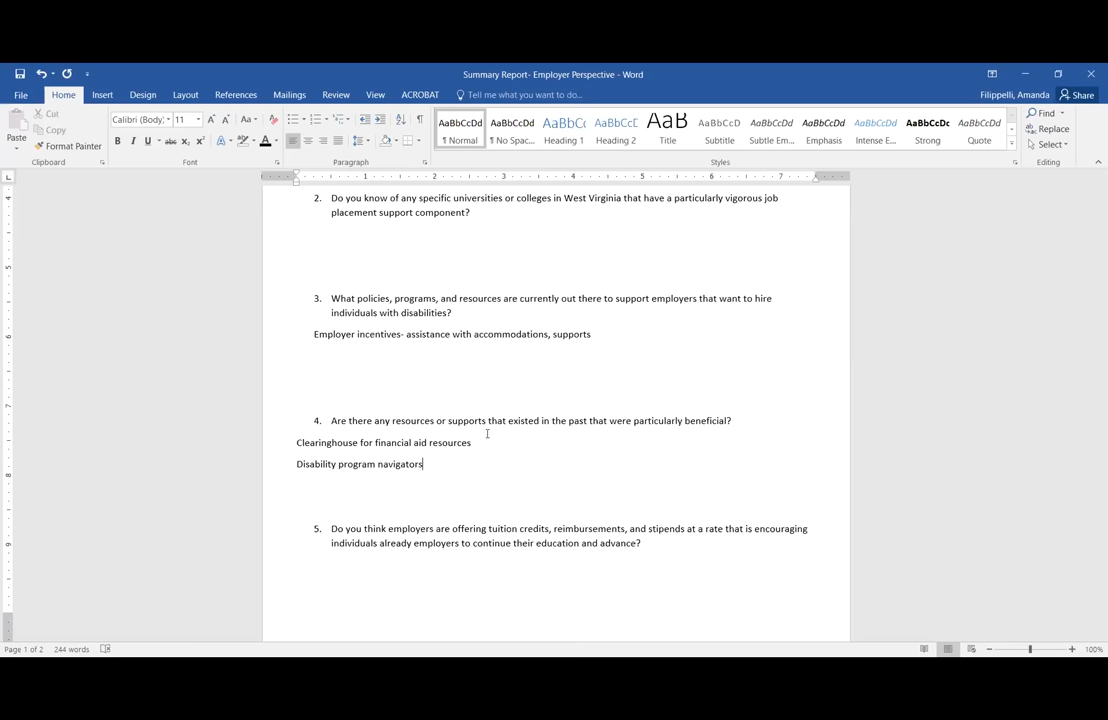 Summary Report- Employer Perspective - Word
File Home Insert Design Layout References Mailings Review View ACROBAT Tell me what you want to do... Filippelli, Amanda Share
Paste
Cut
Copy
Format Painter
Clipboard
Calibri (Body) 11
Font
Paragraph
AaBbCcDd AaBbCcDd AaBbCc AaBbCcE AaB AaBbCcD AaBbCcDd AaBbCcDd AaBbCcDd AaBbCcDc AaBbCcDd
¶ Normal ¶ No Spac... Heading 1 Heading 2 Title Subtitle Subtle Em... Emphasis Intense E... Strong Quote
Styles
Find
Replace
Select
Editing
1 2 3 4 5 6 7
2. Do you know of any specific universities or colleges in West Virginia that have a particularly vigorous job
placement support component?
3. What policies, programs, and resources are currently out there to support employers that want to hire
individuals with disabilities?
Employer incentives- assistance with accommodations, supports
4. Are there any resources or supports that existed in the past that were particularly beneficial?
Clearinghouse for financial aid resources
Disability program navigators
5. Do you think employers are offering tuition credits, reimbursements, and stipends at a rate that is encouraging
individuals already employers to continue their education and advance?
Page 1 of 2 244 words 100%